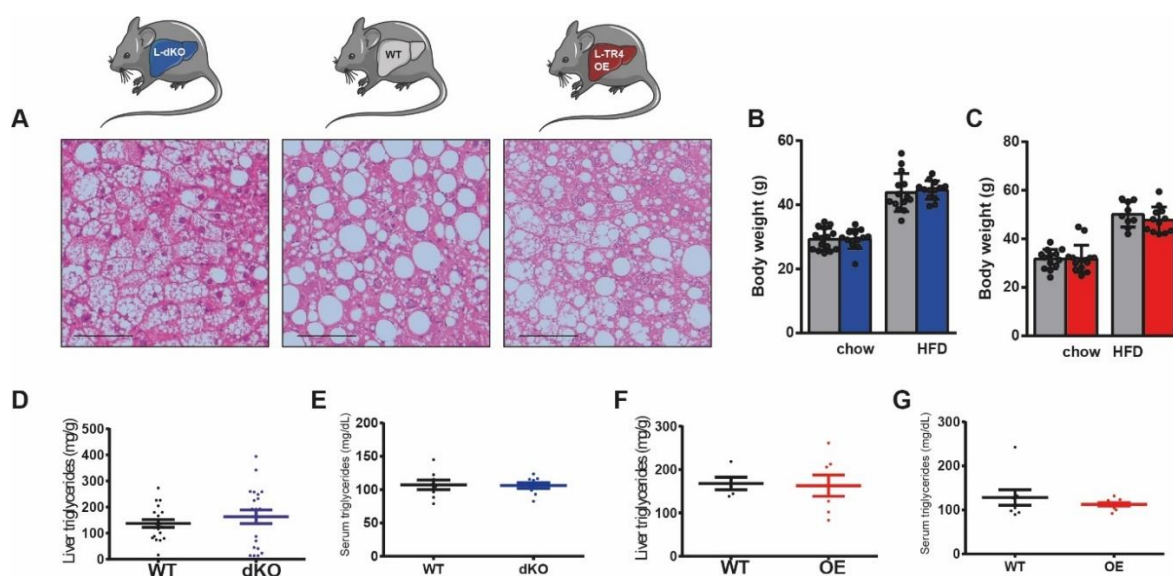 L-dKO
WT
L-TR4
OE
A
B
Body weight (g)
60
40
20
0
chow HFD
C
Body weight (g)
80
60
40
20
0
chow HFD
D
Liver triglycerides (mg/g)
500
400
300
200
100
0
WT dKO
E
Serum triglycerides (mg/dL)
200
150
100
50
0
WT dKO
F
Liver triglycerides (mg/g)
300
200
100
0
WT OE
G
Serum triglycerides (mg/dL)
300
200
100
0
WT OE